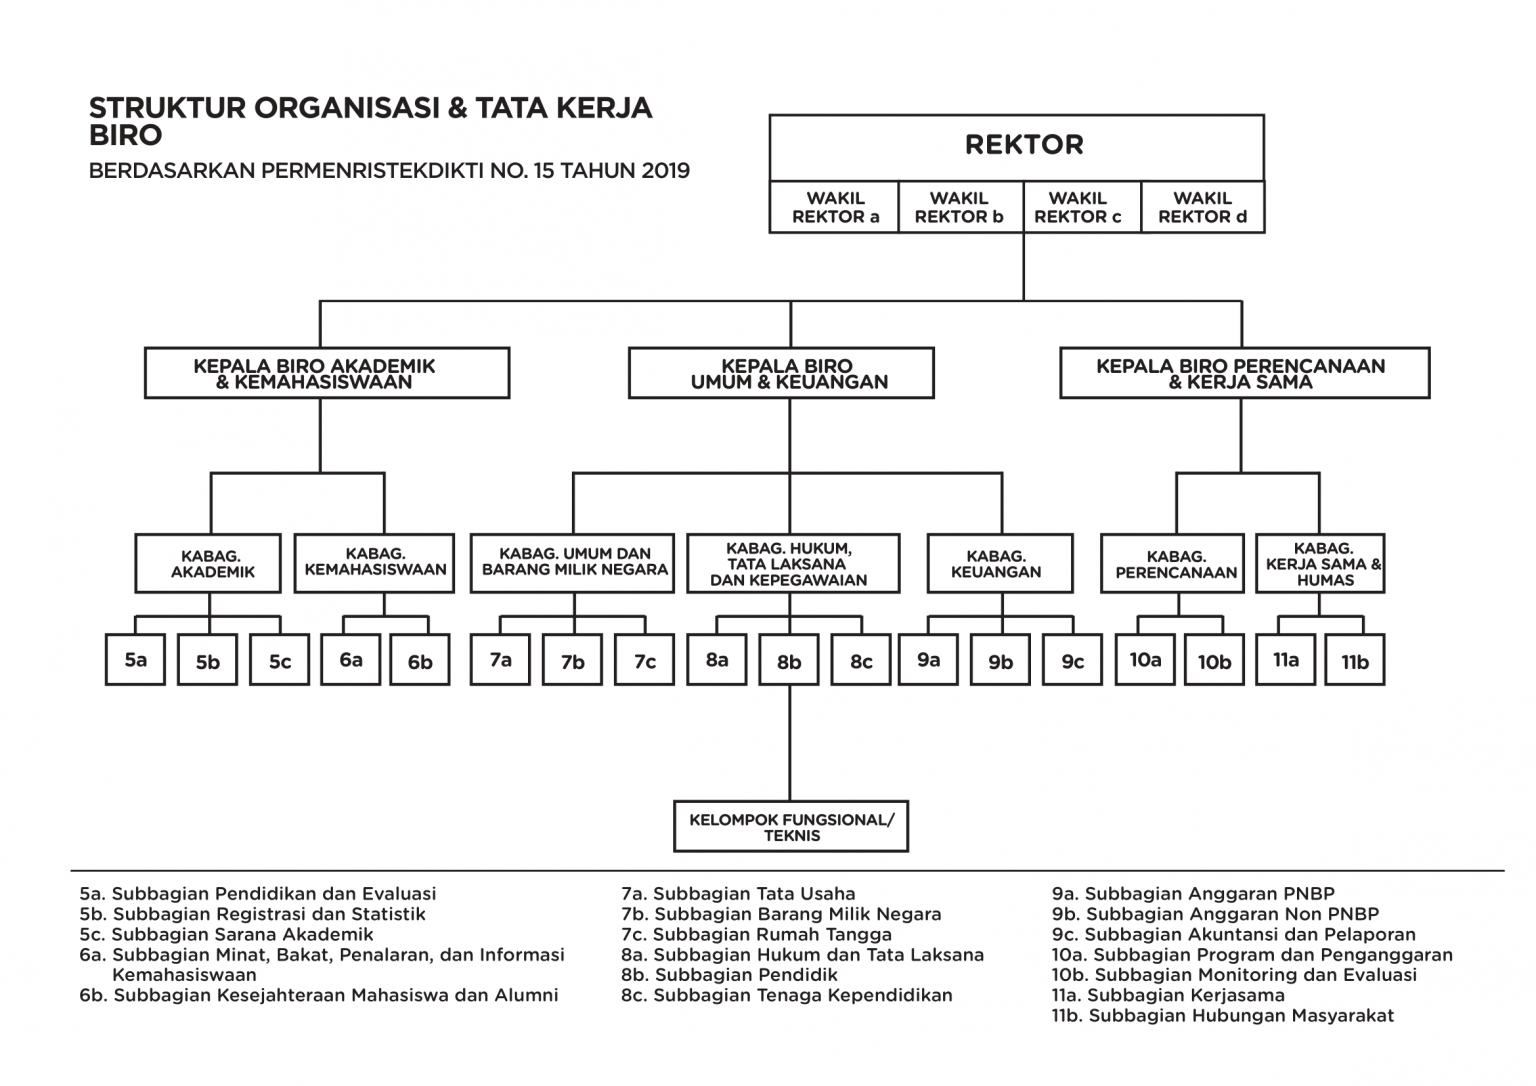 STRUKTUR ORGANISASI & TATA KERJA
BIRO
BERDASARKAN PERMENRISTEKDIKTI NO. 15 TAHUN 2019
REKTOR
WAKIL
REKTOR a
WAKIL
REKTOR b
WAKIL
REKTOR c
WAKIL
REKTOR d
KEPALA BIRO AKADEMIK
& KEMAHASISWAAN
KEPALA BIRO
UMUM & KEUANGAN
KEPALA BIRO PERENCANAAN
& KERJA SAMA
KABAG.
AKADEMIK
KABAG.
KEMAHASISWAAN
KABAG. UMUM DAN
BARANG MILIK NEGARA
KABAG. HUKUM,
TATA LAKSANA
DAN KEPEGAWAIAN
KABAG.
KEUANGAN
KABAG.
PERENCANAAN
KABAG.
KERJA SAMA &
HUMAS
5a
5b
5c
6a
6b
7a
7b
7c
8a
8b
8c
9a
9b
9c
10a
10b
11a
11b
KELOMPOK FUNGSIONAL/
TEKNIS
5a. Subbagian Pendidikan dan Evaluasi
5b. Subbagian Registrasi dan Statistik
5c. Subbagian Sarana Akademik
6a. Subbagian Minat, Bakat, Penalaran, dan Informasi
Kemahasiswaan
6b. Subbagian Kesejahteraan Mahasiswa dan Alumni
7a. Subbagian Tata Usaha
7b. Subbagian Barang Milik Negara
7c. Subbagian Rumah Tangga
8a. Subbagian Hukum dan Tata Laksana
8b. Subbagian Pendidik
8c. Subbagian Tenaga Kependidikan
9a. Subbagian Anggaran PNBP
9b. Subbagian Anggaran Non PNBP
9c. Subbagian Akuntansi dan Pelaporan
10a. Subbagian Program dan Penganggaran
10b. Subbagian Monitoring dan Evaluasi
11a. Subbagian Kerjasama
11b. Subbagian Hubungan Masyarakat